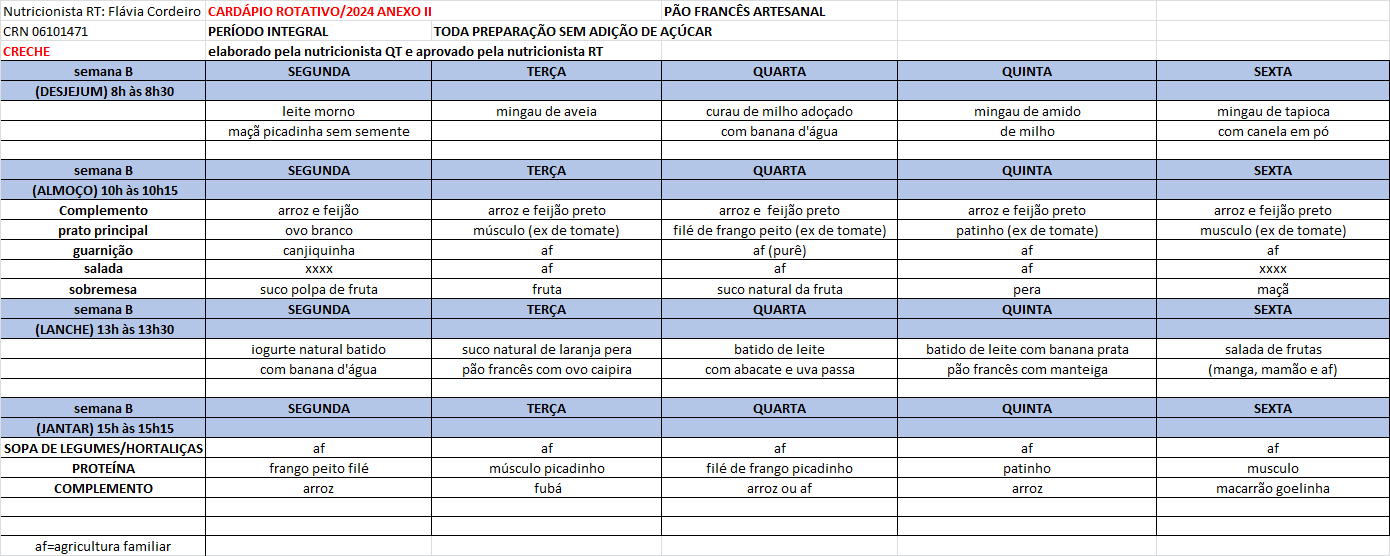 Nutricionista RT: Flávia Cordeiro CARDÁPIO ROTATIVO/2024 ANEXO II PÃO FRANCÊS ARTESANAL
CRN 06101471 PERÍODO INTEGRAL TODA PREPARAÇÃO SEM ADIÇÃO DE AÇÚCAR
CRECHE elaborado pela nutricionista QT e aprovado pela nutricionista RT
semana B SEGUNDA TERÇA QUARTA QUINTA SEXTA
(DESJEJUM) 8h às 8h30
leite morno mingau de aveia curau de milho adoçado mingau de amido mingau de tapioca
maçã picadinha sem semente com banana d'água de milho com canela em pó
semana B SEGUNDA TERÇA QUARTA QUINTA SEXTA
(ALMOÇO) 10h às 10h15
Complemento arroz e feijão arroz e feijão preto arroz e feijão preto arroz e feijão preto arroz e feijão preto
prato principal ovo branco músculo (ex de tomate) filé de frango peito (ex de tomate) patinho (ex de tomate) musculo (ex de tomate)
guarnição canjiquinha af af (purê) af af
salada xxxx af af af xxxx
sobremesa suco polpa de fruta fruta suco natural da fruta pera maçã
semana B SEGUNDA TERÇA QUARTA QUINTA SEXTA
(LANCHE) 13h às 13h30
iogurte natural batido suco natural de laranja pera batido de leite batido de leite com banana prata salada de frutas
com banana d'água pão francês com ovo caipira com abacate e uva passa pão francês com manteiga (manga, mamão e af)
semana B SEGUNDA TERÇA QUARTA QUINTA SEXTA
(JANTAR) 15h às 15h15
SOPA DE LEGUMES/HORTALIÇAS af af af af af
PROTEÍNA frango peito filé músculo picadinho filé de frango picadinho patinho musculo
COMPLEMENTO arroz fubá arroz ou af arroz macarrão goelinha
af=agricultura familiar